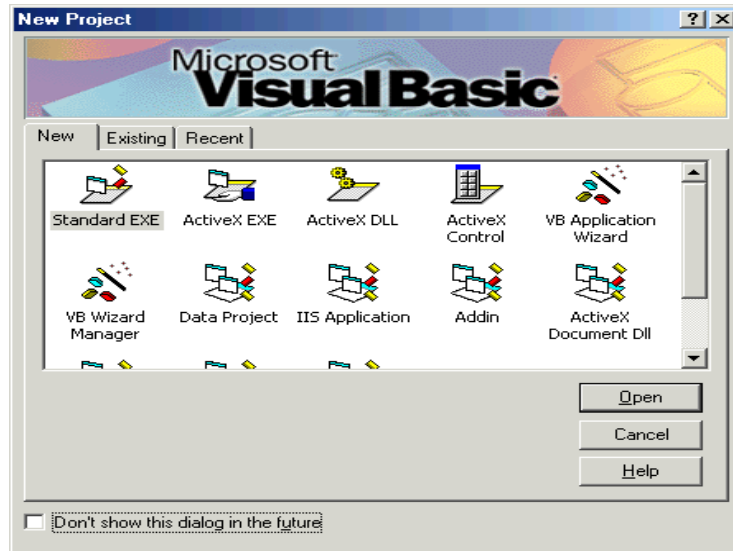 New Project
Microsoft
Visual Basic
New Existing Recent
Standard EXE ActiveX EXE ActiveX DLL ActiveX Control VB Application Wizard
VB Wizard Manager Data Project IIS Application Addin ActiveX Document Dll
Open
Cancel
Help
Don't show this dialog in the future